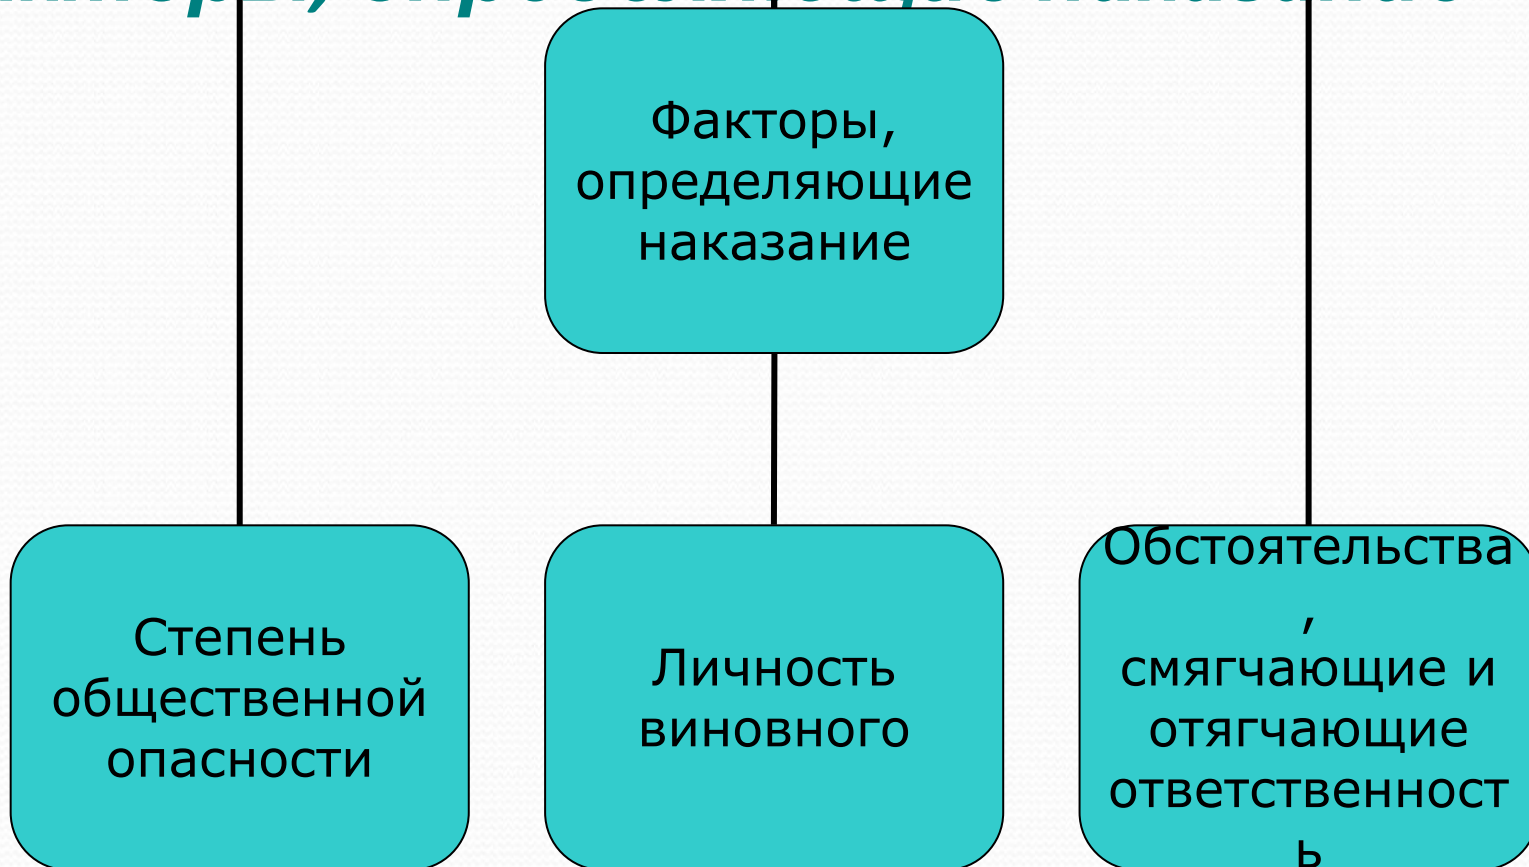 Факторы,
определяющие
наказание
Степень
общественной
опасности
Личность
виновного
Обстоятельства
,
смягчающие и
отягчающие
ответственност
ь